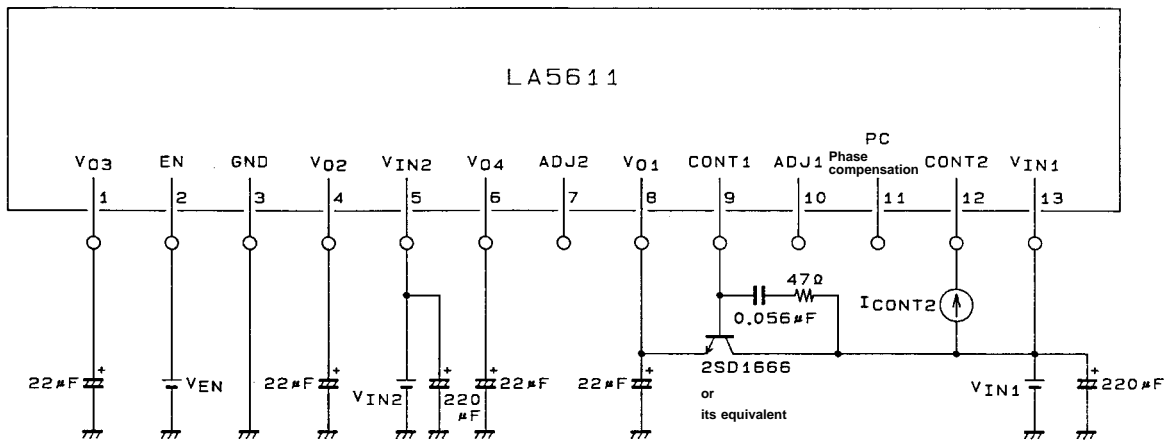 LA5611
VO3 EN GND VO2 VIN2 VO4 ADJ2 VO1 CONT1 ADJ1 PC Phase compensation CONT2 VIN1
1 2 3 4 5 6 7 8 9 10 11 12 13
47Ω
0.056μF
ICONT2
2SD1666
or
its equivalent
22μF + VEN 22μF + VIN2 + 220 μF + 22μF 22μF + VIN1 + 220μF